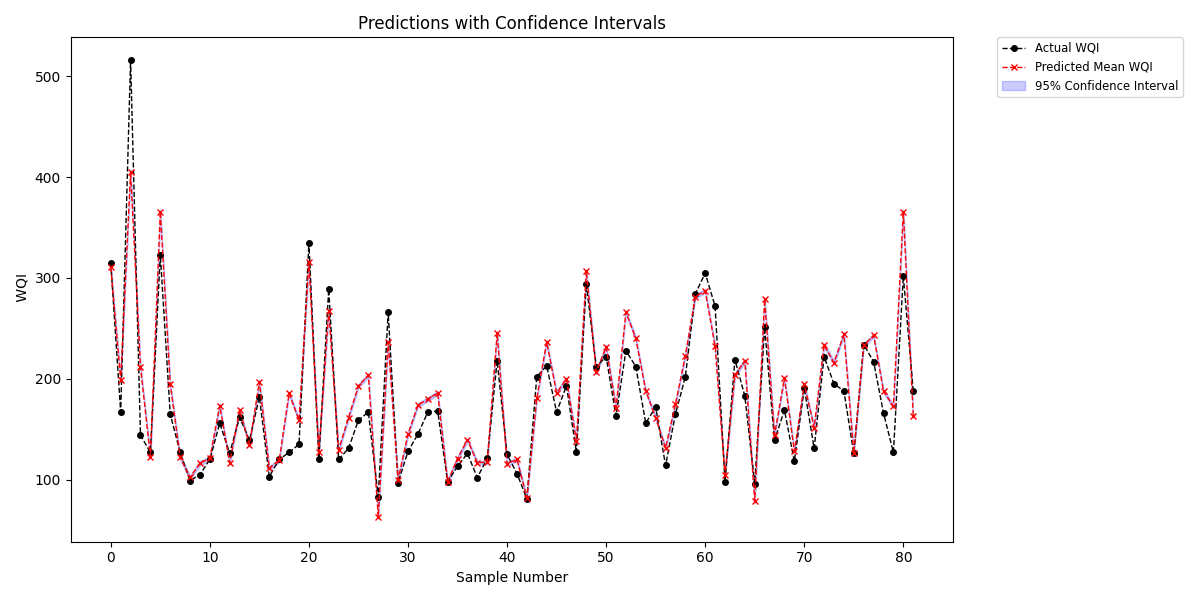 Predictions with Confidence Intervals
Actual WQI
Predicted Mean WQI
95% Confidence Interval
WQI
500
400
300
200
100
0 10 20 30 40 50 60 70 80
Sample Number